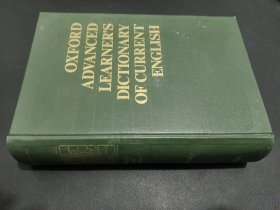 OXFORD
ADVANCED
LEARNER'S
DICTIONARY
OF CURRENT
ENGLISH